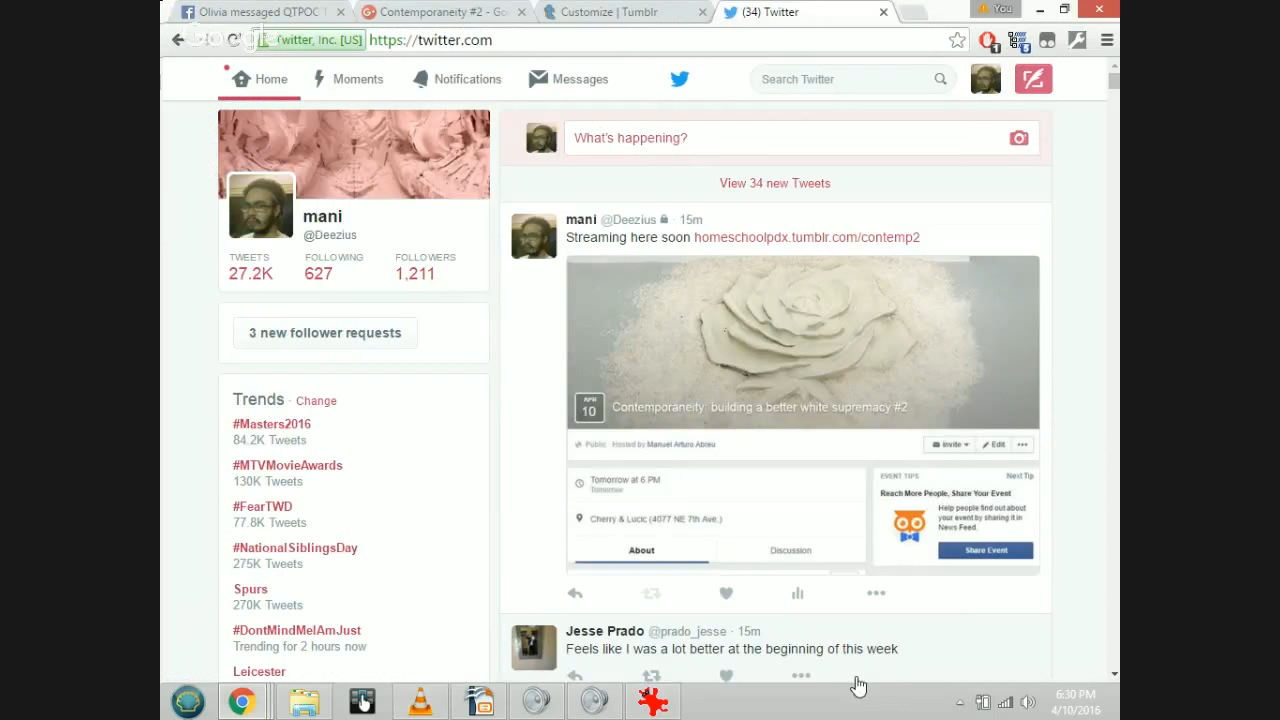 Olivia messaged QTPOC
Contemporaneity #2 - Go
Customize | Tumblr
(34) Twitter
You
Twitter, Inc. [US]
https://twitter.com
Home
Moments
Notifications
Messages
Search Twitter
What's happening?
View 34 new Tweets
mani
@Deezius
TWEETS
FOLLOWING
FOLLOWERS
27.2K
627
1,211
3 new follower requests
Trends · Change
#Masters2016
84.2K Tweets
#MTVMovieAwards
130K Tweets
#FearTWD
77.8K Tweets
#NationalSiblingsDay
275K Tweets
Spurs
270K Tweets
#DontMindMeIAmJust
Trending for 2 hours now
Leicester
mani @Deezius · 15m
Streaming here soon homeschoolpdx.tumblr.com/contemp2
APR
10
Contemporaneity building a better white supremacy #2
Public Hosted by Manuel Arturo Abreu
Invite
Edit
Tomorrow at 6 PM
Tomorrow
Cherry & Lucic (4077 NE 7th Ave.)
About
Discussion
EVENT TIPS
Next Tip
Reach More People, Share Your Event
Help people find out about
your event by sharing it in
News Feed.
Share Event
Jesse Prado @prado_jesse · 15m
Feels like I was a lot better at the beginning of this week
6:30 PM
4/10/2016